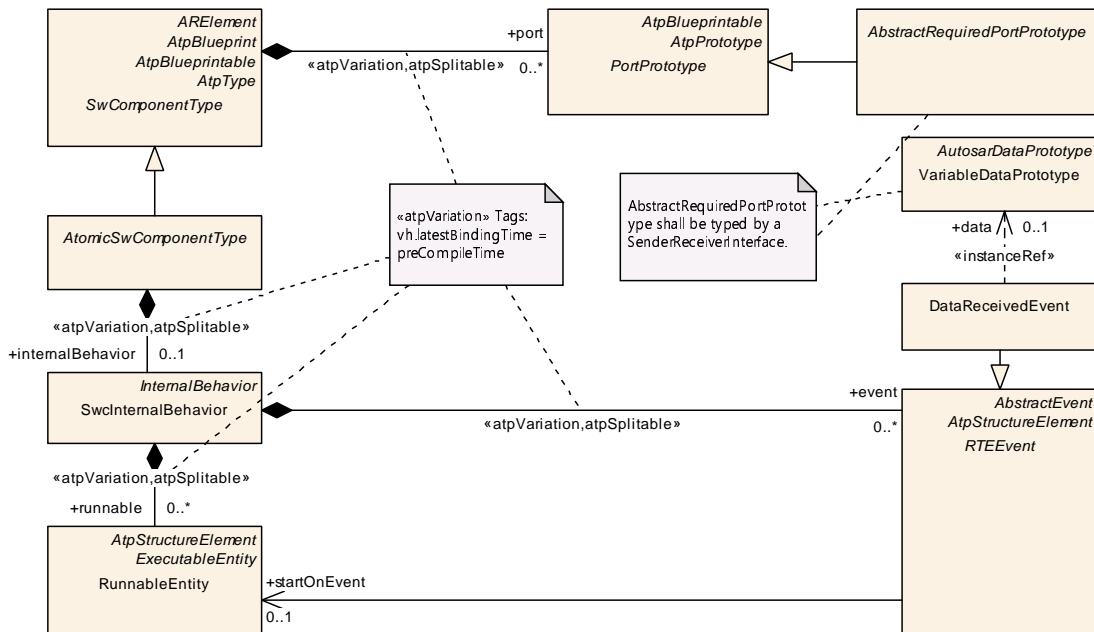 ARElement
AtpBlueprint
AtpBlueprintable
AtpType
SwComponentType
+port
«atpVariation,atpSplitable»
0..*
AtpBlueprintable
AtpPrototype
PortPrototype
AbstractRequiredPortPrototype
AutosarDataPrototype
VariableDataPrototype
«atpVariation» Tags:
vh.latestBindingTime =
preCompileTime
AbstractRequiredPortProtot
ype shall be typed by a
SenderReceiverInterface.
AtomicSwComponentType
+data 0..1
«instanceRef»
DataReceivedEvent
«atpVariation,atpSplitable»
+internalBehavior 0..1
InternalBehavior
SwcInternalBehavior
+event
«atpVariation,atpSplitable»
0..*
AbstractEvent
AtpStructureElement
RTEEvent
«atpVariation,atpSplitable»
+runnable 0..*
AtpStructureElement
ExecutableEntity
RunnableEntity
+startOnEvent
0..1